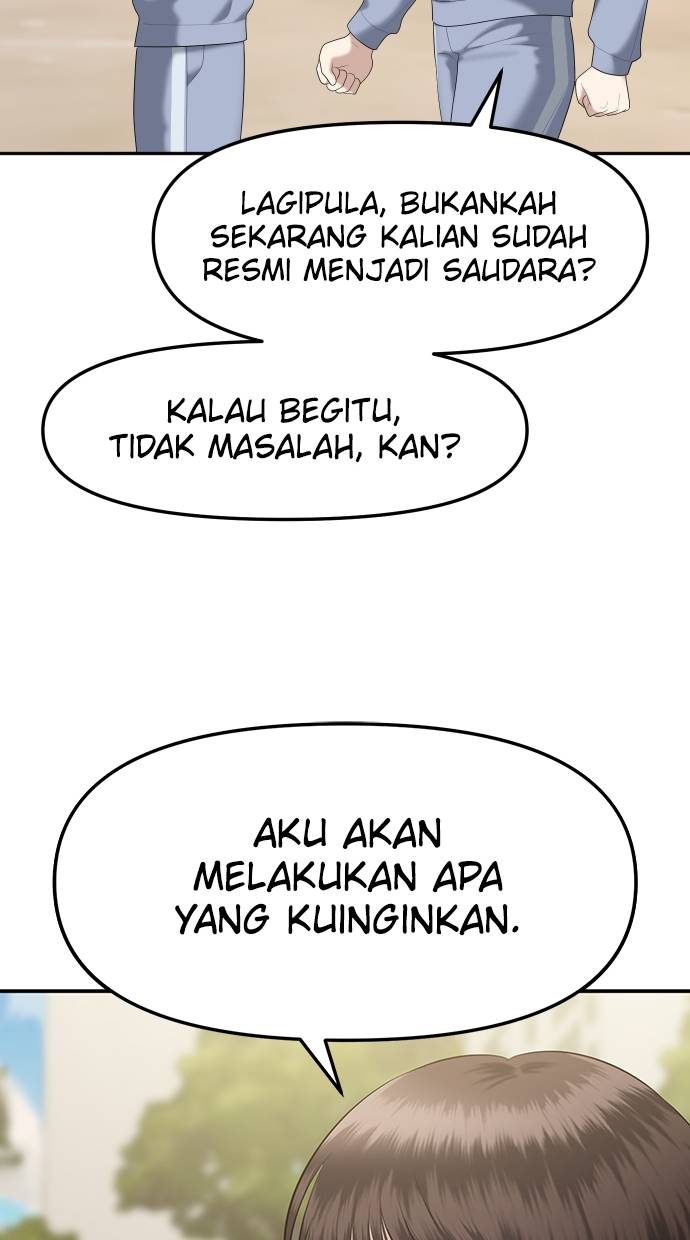 LAGIPULA, BUKANKAH
SEKARANG KALIAN SUDAH
RESMI MENJADI SAUDARA?
KALAU BEGITU,
TIDAK MASALAH, KAN?
AKU AKAN
MELAKUKAN APA
YANG KUINGINKAN.